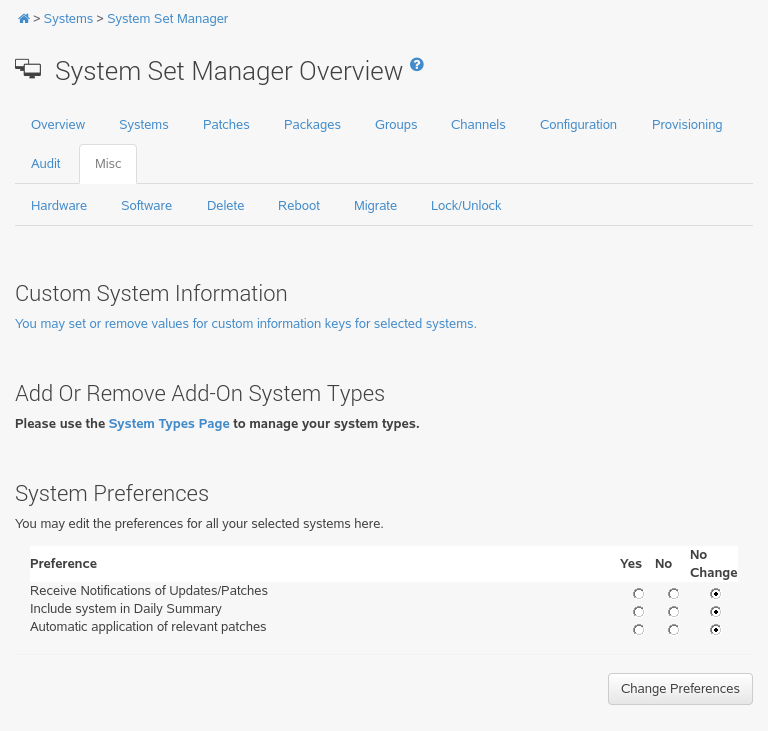 > Systems > System Set Manager
System Set Manager Overview ?
Overview Systems Patches Packages Groups Channels Configuration Provisioning
Audit Misc
Hardware Software Delete Reboot Migrate Lock/Unlock
Custom System Information
You may set or remove values for custom information keys for selected systems.
Add Or Remove Add-On System Types
Please use the System Types Page to manage your system types.
System Preferences
You may edit the preferences for all your selected systems here.
Preference Yes No No Change
Receive Notifications of Updates/Patches
Include system in Daily Summary
Automatic application of relevant patches
Change Preferences